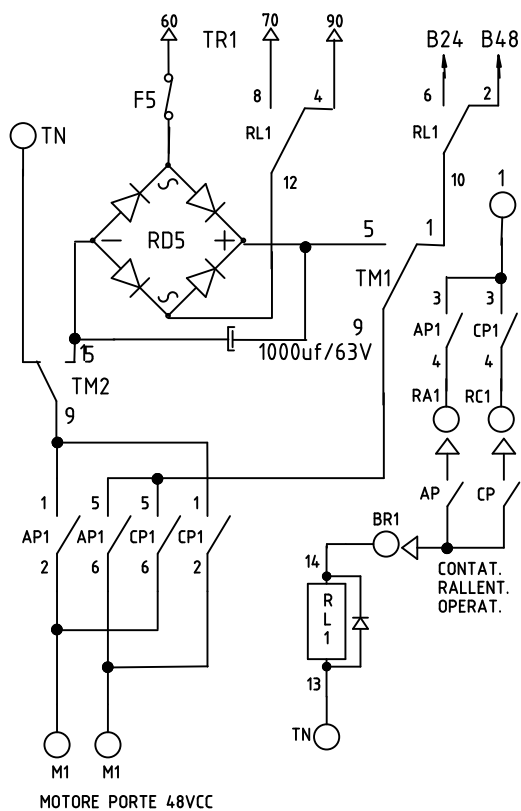 60
TR1
70
90
B24 B48
F5
8
4
6
2
RL1
RL1
TN
12
10
1
− RD5 +
5
1
TM1
3
3
9
AP1
CP1
1000uf/63V
4
4
15
TM2
RA1
RC1
9
1
5
5
1
AP
CP
AP1
AP1
CP1
CP1
BR1
2
6
6
2
14
CONTAT.
RALLENT.
OPERAT.
R
L
1
13
TN
M1
M1
MOTORE PORTE 48VCC